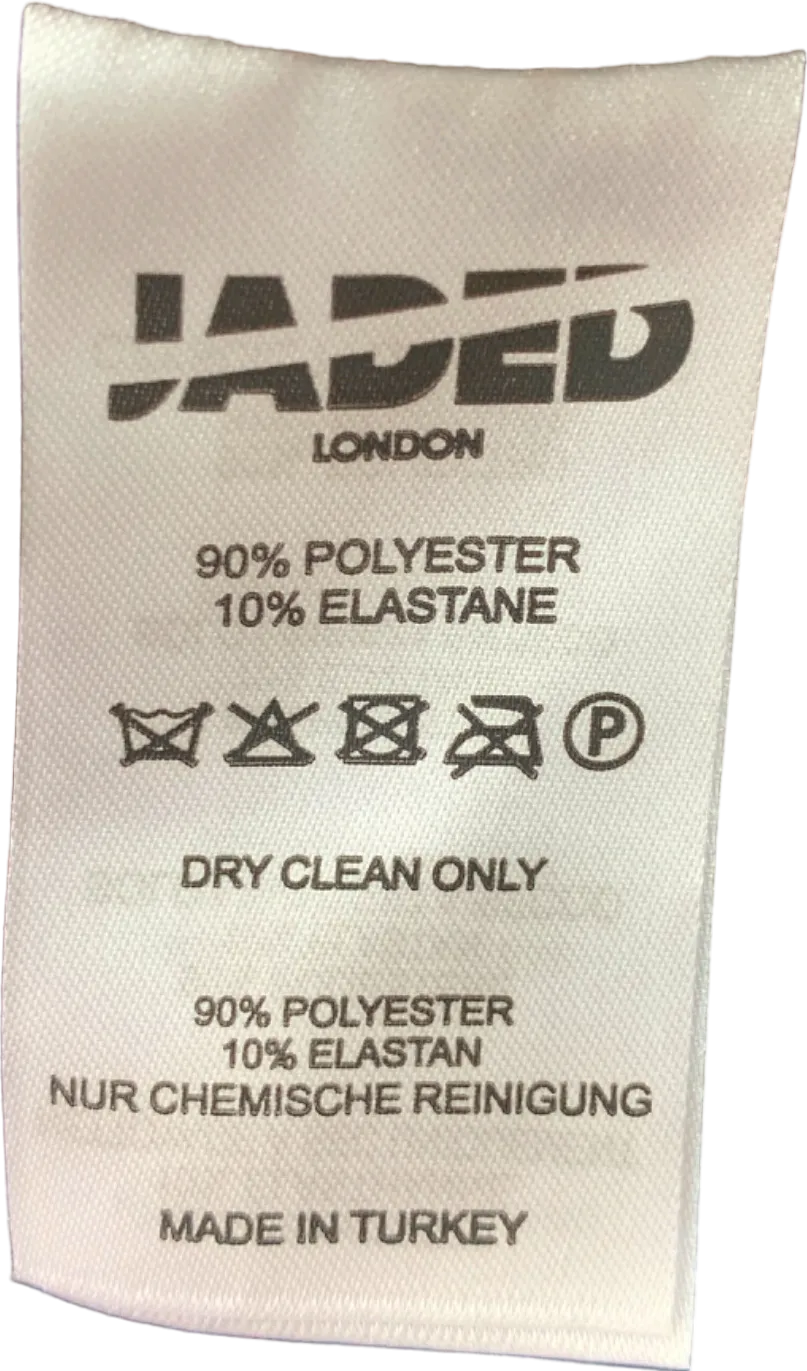 JADED
LONDON
90% POLYESTER
10% ELASTANE
P
DRY CLEAN ONLY
90% POLYESTER
10% ELASTAN
NUR CHEMISCHE REINIGUNG
MADE IN TURKEY